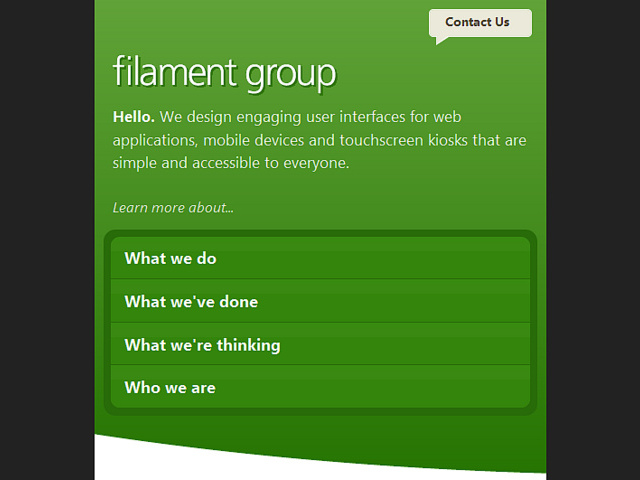 Contact Us
filament group
Hello. We design engaging user interfaces for web
applications, mobile devices and touchscreen kiosks that are
simple and accessible to everyone.
Learn more about...
What we do
What we've done
What we're thinking
Who we are